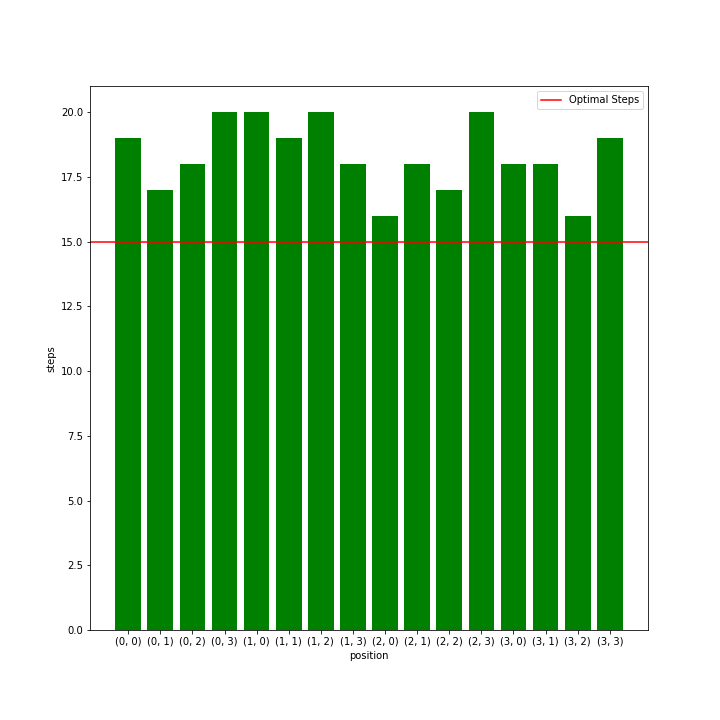 Optimal Steps
20.0
17.5
15.0
12.5
10.0
7.5
5.0
2.5
0.0
steps
(0, 0) (0, 1) (0, 2) (0, 3) (1, 0) (1, 1) (1, 2) (1, 3) (2, 0) (2, 1) (2, 2) (2, 3) (3, 0) (3, 1) (3, 2) (3, 3)
position